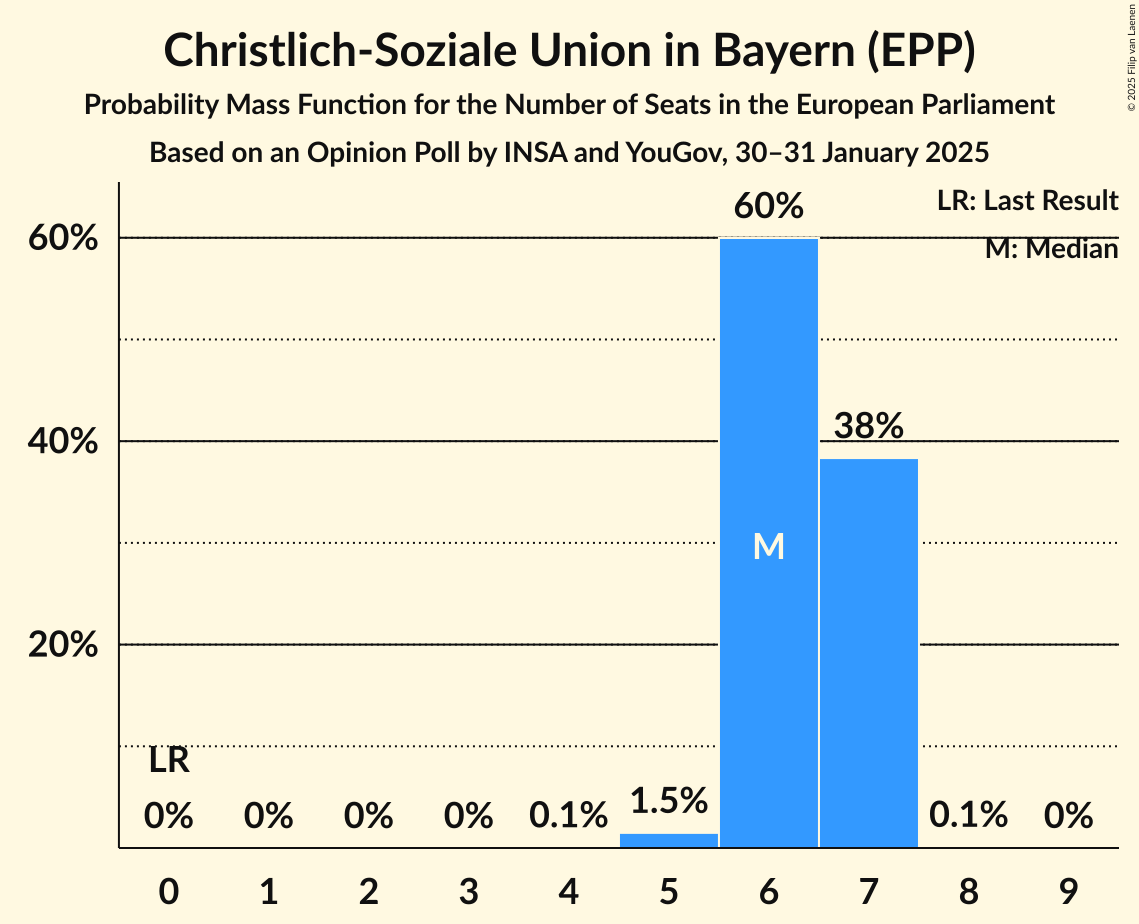 Christlich-Soziale Union in Bayern (EPP)
Probability Mass Function for the Number of Seats in the European Parliament
Based on an Opinion Poll by INSA and YouGov, 30–31 January 2025
© 2025 Filip van Laenen
LR: Last Result
M: Median
60%
60%
38%
40%
M
20%
LR
0% 0% 0% 0% 0.1% 1.5% 0.1% 0%
0 1 2 3 4 5 6 7 8 9